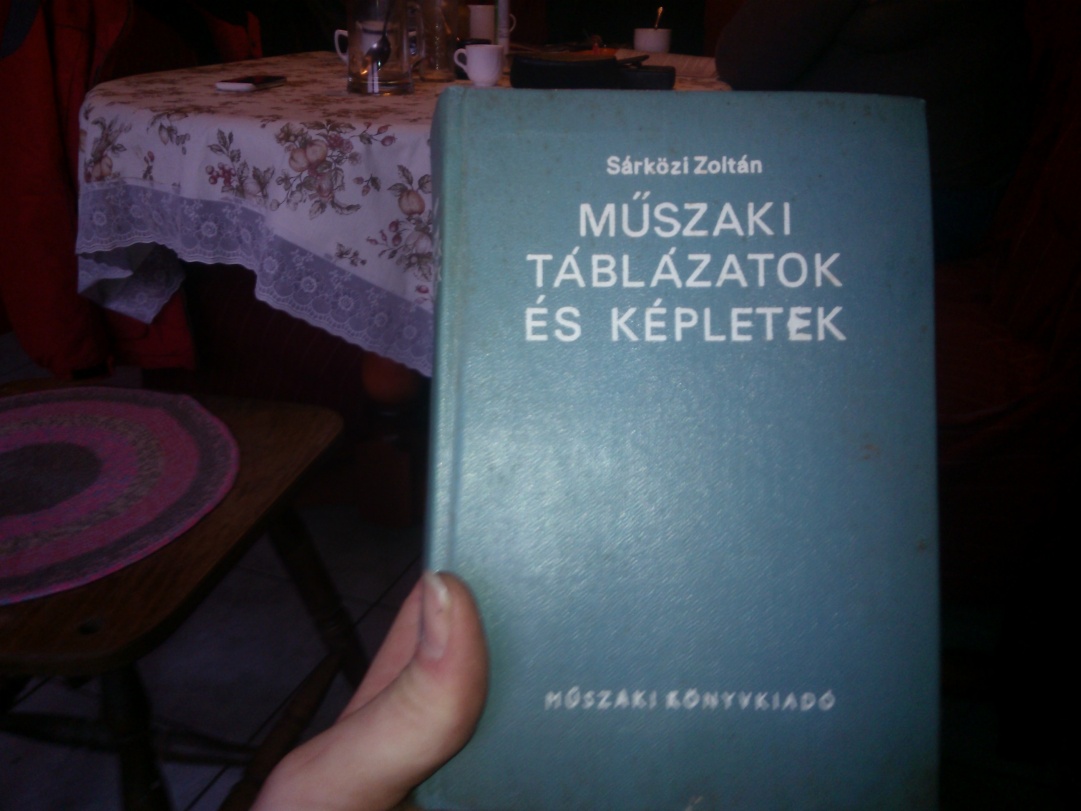 Sárközi Zoltán
MŰSZAKI
TÁBLÁZATOK
ÉS KÉPLETEK
MŰSZAKI KÖNYVKIADÓ